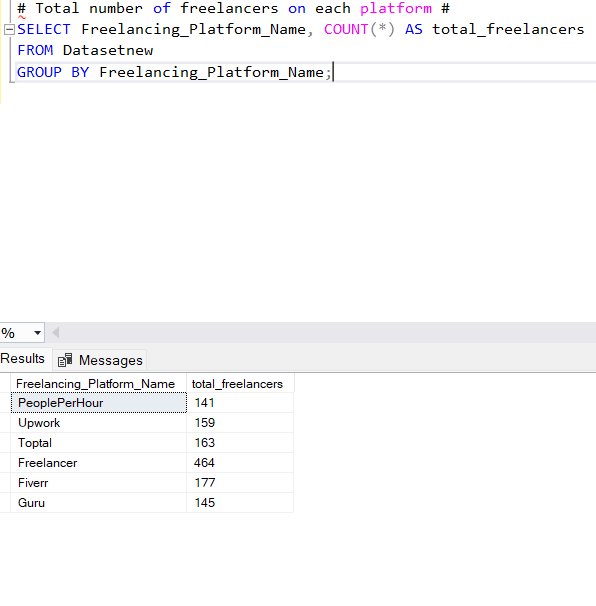 # Total number of freelancers on each platform #
SELECT Freelancing_Platform_Name, COUNT(*) AS total_freelancers
FROM Datasetnew
GROUP BY Freelancing_Platform_Name;
%
Results Messages
Freelancing_Platform_Name total_freelancers
PeoplePerHour 141
Upwork 159
Toptal 163
Freelancer 464
Fiverr 177
Guru 145